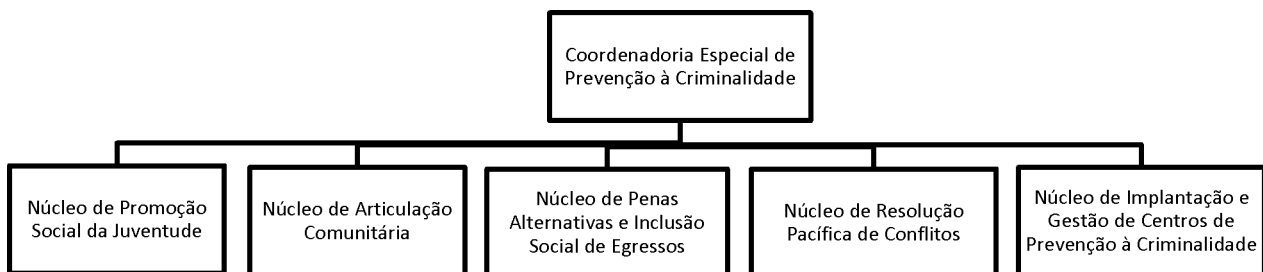 Coordenadoria Especial de
Prevenção à Criminalidade
Núcleo de Promoção
Social da Juventude
Núcleo de Articulação
Comunitária
Núcleo de Penas
Alternativas e Inclusão
Social de Egressos
Núcleo de Resolução
Pacífica de Conflitos
Núcleo de Implantação e
Gestão de Centros de
Prevenção à Criminalidade